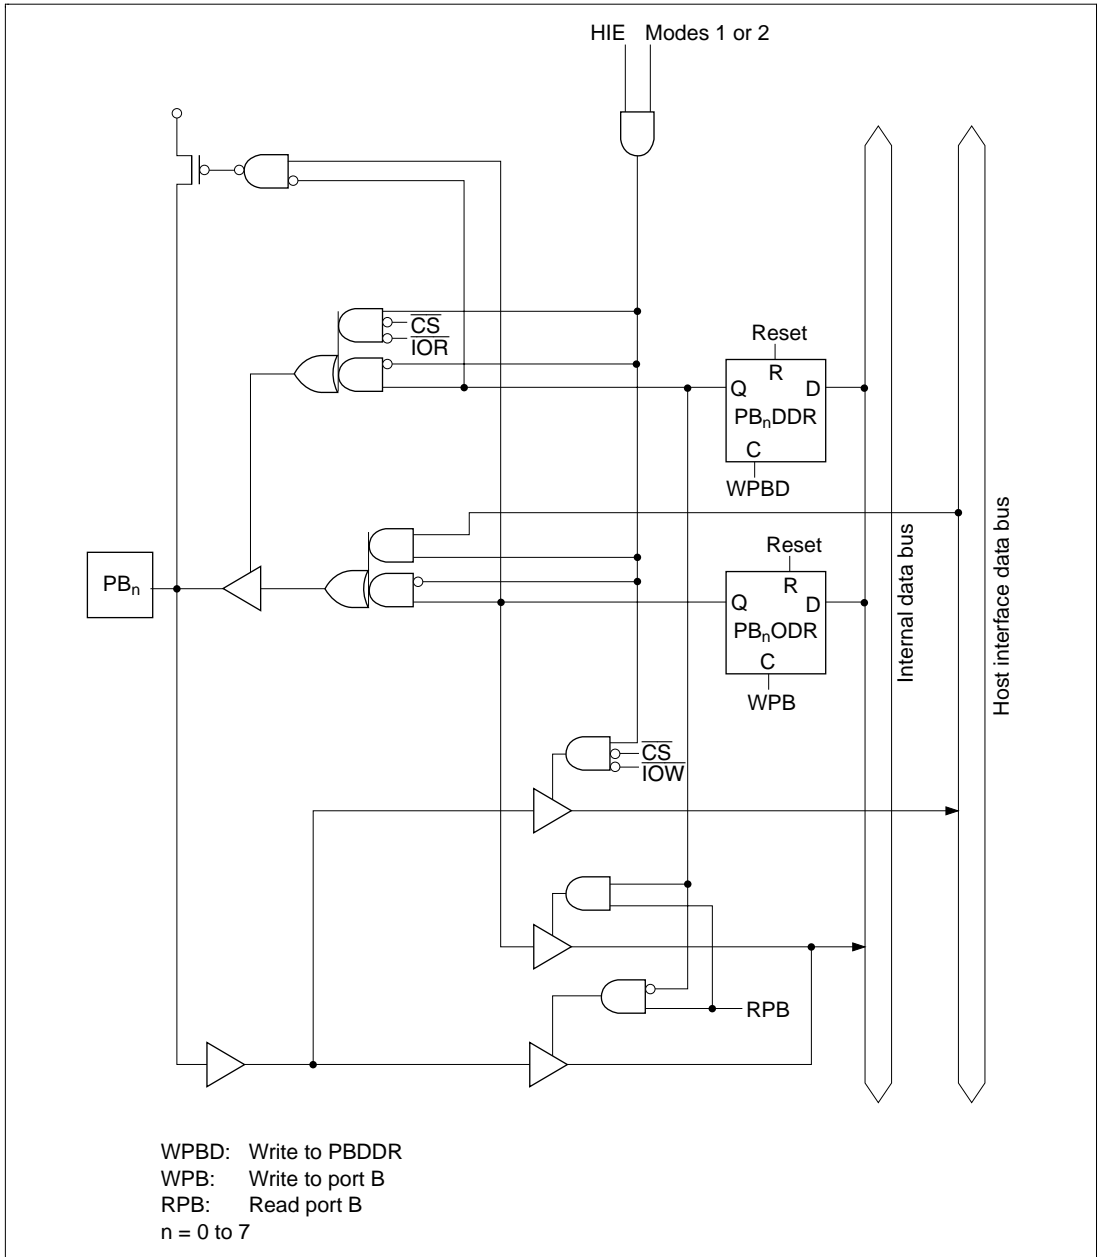 HIE Modes 1 or 2
CS
IOR
Reset
R
Q D
PBnDDR
C
WPBD
Reset
R
PBn
Q D
PBnODR
C
WPB
Internal data bus
Host interface data bus
CS
IOW
RPB
WPBD: Write to PBDDR
WPB: Write to port B
RPB: Read port B
n = 0 to 7